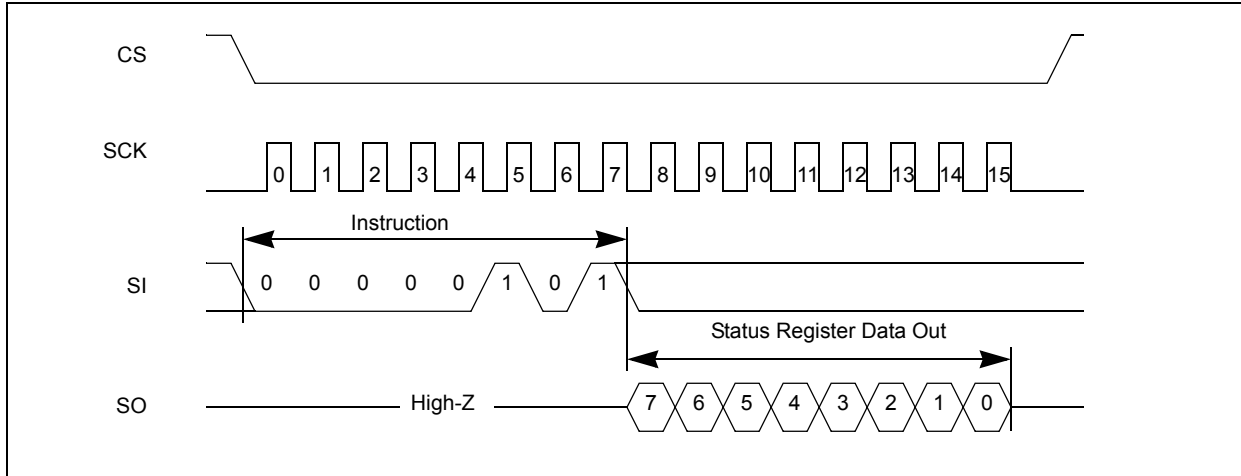 CS
SCK
0 1 2 3 4 5 6 7 8 9 10 11 12 13 14 15
Instruction
SI
0 0 0 0 0 1 0 1
Status Register Data Out
SO
High-Z
7 6 5 4 3 2 1 0